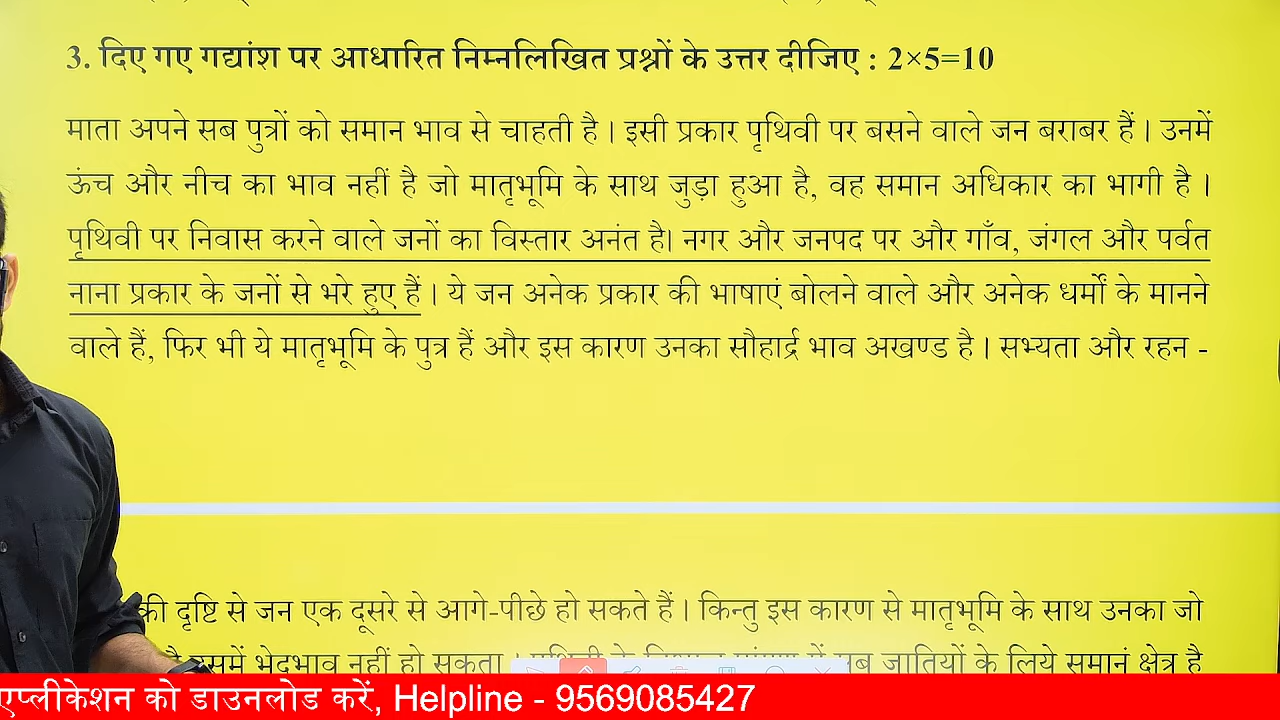 3. दिए गए गद्यांश पर आधारित निम्नलिखित प्रश्नों के उत्तर दीजिए : 2×5=10
माता अपने सब पुत्रों को समान भाव से चाहती है । इसी प्रकार पृथिवी पर बसने वाले जन बराबर हैं । उनमें
ऊंच और नीच का भाव नहीं है जो मातृभूमि के साथ जुड़ा हुआ है, वह समान अधिकार का भागी है ।
पृथिवी पर निवास करने वाले जनों का विस्तार अनंत है। नगर और जनपद पर और गाँव, जंगल और पर्वत
नाना प्रकार के जनों से भरे हुए हैं । ये जन अनेक प्रकार की भाषाएं बोलने वाले और अनेक धर्मों के मानने
वाले हैं, फिर भी ये मातृभूमि के पुत्र हैं और इस कारण उनका सौहार्द्र भाव अखण्ड है । सभ्यता और रहन -
की दृष्टि से जन एक दूसरे से आगे-पीछे हो सकते हैं । किन्तु इस कारण से मातृभूमि के साथ उनका जो
भेदभाव नहीं हो सकता । जातियों के लिये समान क्षेत्र है
एप्लीकेशन को डाउनलोड करें, Helpline - 9569085427